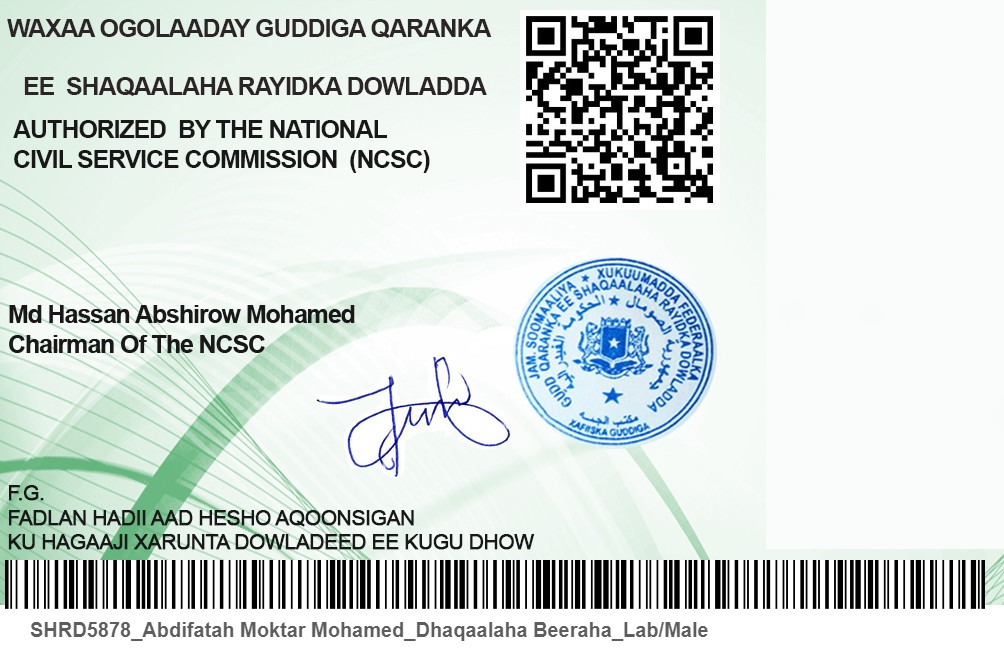 WAXAA OGOLAADAY GUDDIGA QARANKA
EE SHAQAALAHA RAYIDKA DOWLADDA
AUTHORIZED BY THE NATIONAL
CIVIL SERVICE COMMISSION (NCSC)
Md Hassan Abshirow Mohamed
Chairman Of The NCSC
JAM. SOOMAALIYA ★ XUKUUMADDA FEDERAALKA
GUDD QARANKA EE SHAQAALAHA RAYIDKA DOWLADDA
XAFIISKA GUDDIGA
F.G.
FADLAN HADII AAD HESHO AQOONSIGAN
KU HAGAAJI XARUNTA DOWLADEED EE KUGU DHOW
SHRD5878_Abdifatah Moktar Mohamed_Dhaqaalaha Beeraha_Lab/Male